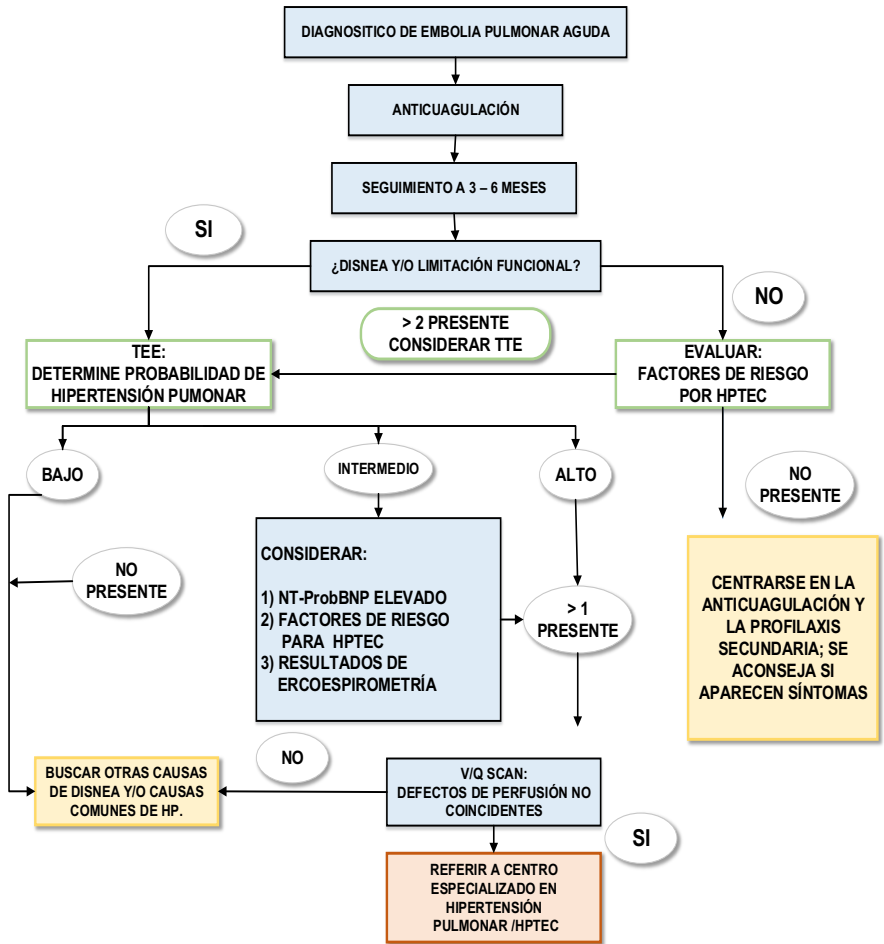 DIAGNOSITICO DE EMBOLIA PULMONAR AGUDA
ANTICUAGULACIÓN
SEGUIMIENTO A 3 – 6 MESES
SI
¿DISNEA Y/O LIMITACIÓN FUNCIONAL?
NO
> 2 PRESENTE
CONSIDERAR TTE
TEE:
DETERMINE PROBABILIDAD DE
HIPERTENSIÓN PUMONAR
EVALUAR:
FACTORES DE RIESGO
POR HPTEC
BAJO
INTERMEDIO
ALTO
NO
PRESENTE
NO
PRESENTE
CONSIDERAR:
1) NT-ProbBNP ELEVADO
2) FACTORES DE RIESGO
PARA HPTEC
3) RESULTADOS DE
ERCOESPIROMETRÍA
> 1
PRESENTE
CENTRARSE EN LA
ANTICUAGULACIÓN Y
LA PROFILAXIS
SECUNDARIA; SE
ACONSEJA SI
APARECEN SÍNTOMAS
NO
BUSCAR OTRAS CAUSAS
DE DISNEA Y/O CAUSAS
COMUNES DE HP.
V/Q SCAN:
DEFECTOS DE PERFUSIÓN NO
COINCIDENTES
SI
REFERIR A CENTRO
ESPECIALIZADO EN
HIPERTENSIÓN
PULMONAR /HPTEC